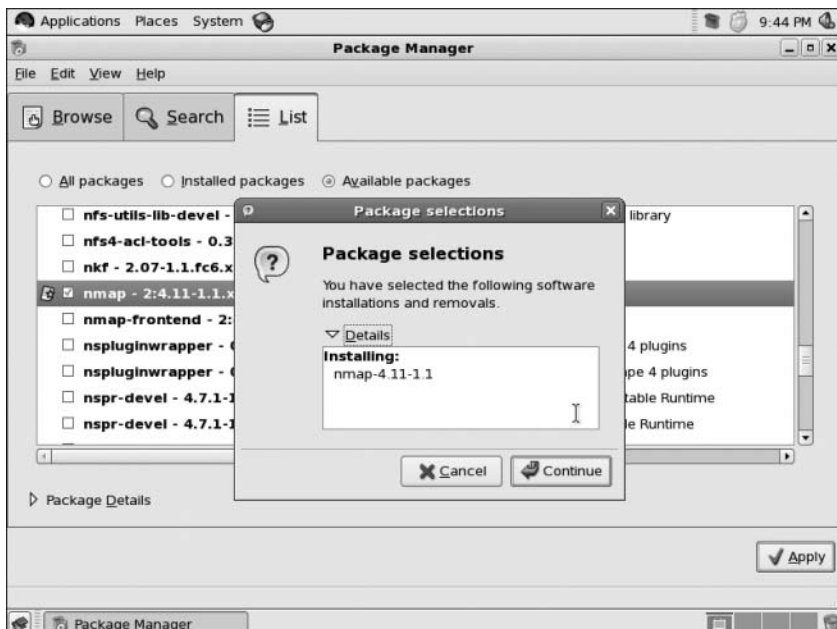 Applications Places System
9:44 PM
Package Manager
File Edit View Help
Browse
Search
List
All packages
Installed packages
Available packages
nfs-utils-lib-devel -
library
nfs4-acl-tools - 0.3
nkf - 2.07-1.1.fc6.x
nmap - 2:4.11-1.1.x
nmap-frontend - 2:
nspluginwrapper - 
4 plugins
nspluginwrapper - 
pe 4 plugins
nspr-devel - 4.7.1-1
table Runtime
nspr-devel - 4.7.1-1
le Runtime
Package selections
Package selections
You have selected the following software
installations and removals.
Details
Installing:
nmap-4.11-1.1
Cancel
Continue
Package Details
Apply
Package Manager